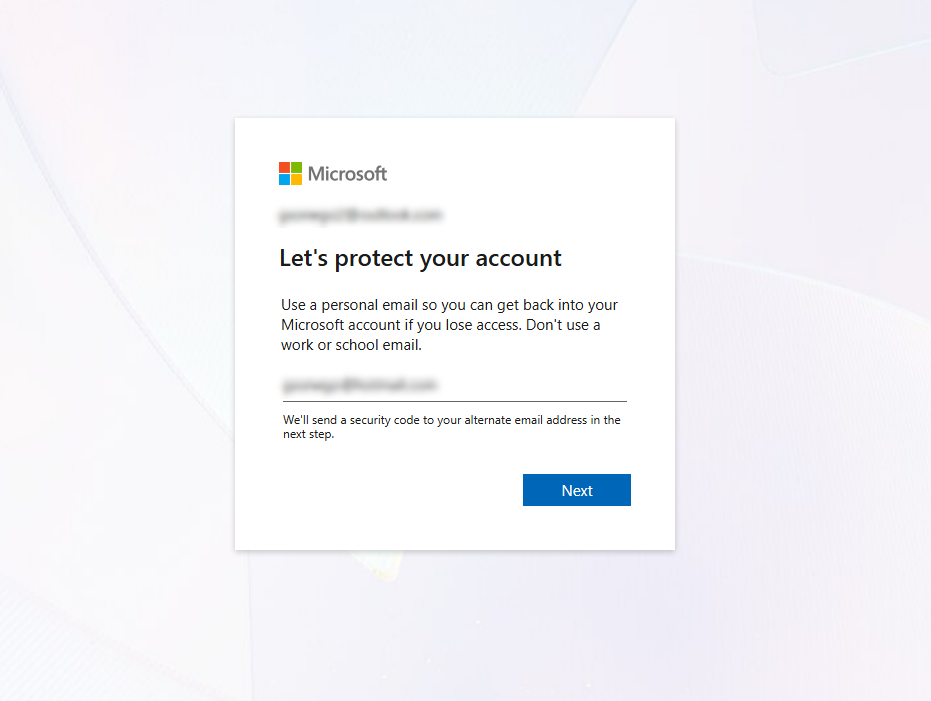 Microsoft
Let's protect your account
Use a personal email so you can get back into your
Microsoft account if you lose access. Don't use a
work or school email.
We'll send a security code to your alternate email address in the
next step.
Next